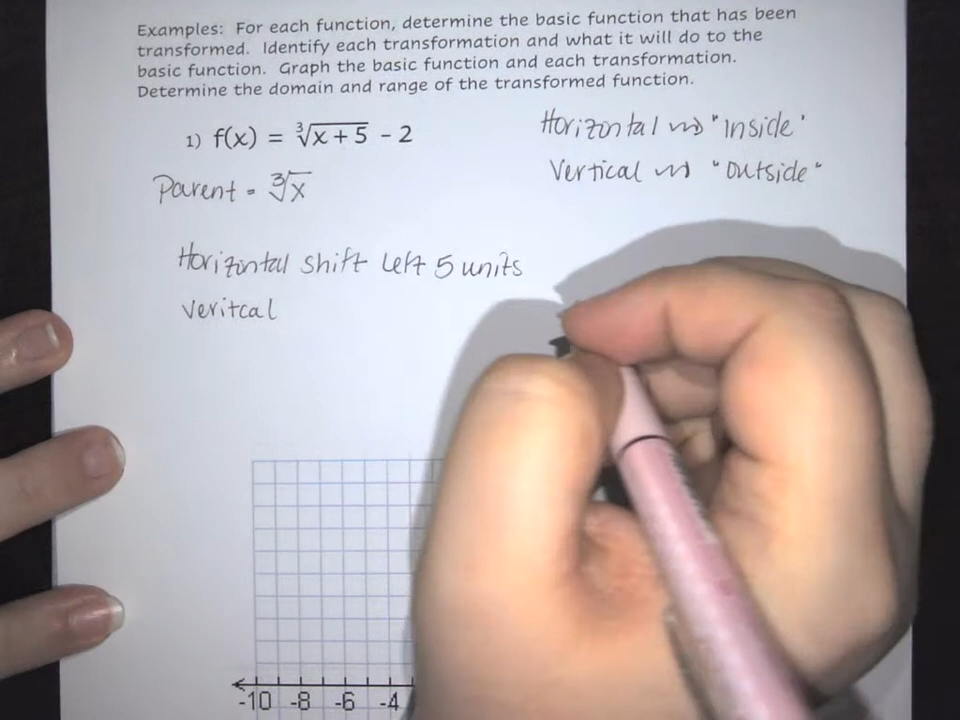 Examples: For each function, determine the basic function that has been
transformed. Identify each transformation and what it will do to the
basic function. Graph the basic function and each transformation.
Determine the domain and range of the transformed function.
1) f(x) = ∛(x + 5) - 2
Horizontal ⇝ "Inside"
Parent = ∛x
Vertical ⇝ "Outside"
Horizontal shift left 5 units
Veritcal
-10 -8 -6 -4